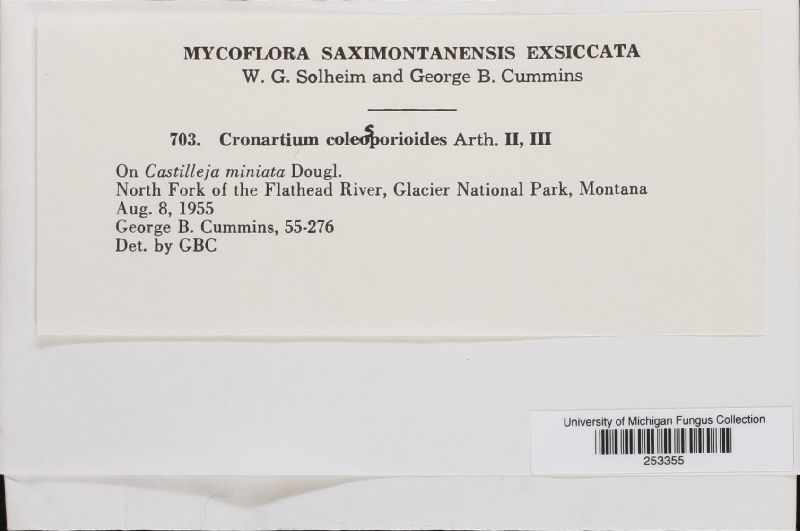 MYCOFLORA SAXIMONTANENSIS EXSICCATA
W. G. Solheim and George B. Cummins
703. Cronartium coleosporioides Arth. II, III
On Castilleja miniata Dougl.
North Fork of the Flathead River, Glacier National Park, Montana
Aug. 8, 1955
George B. Cummins, 55-276
Det. by GBC
University of Michigan Fungus Collection
253355